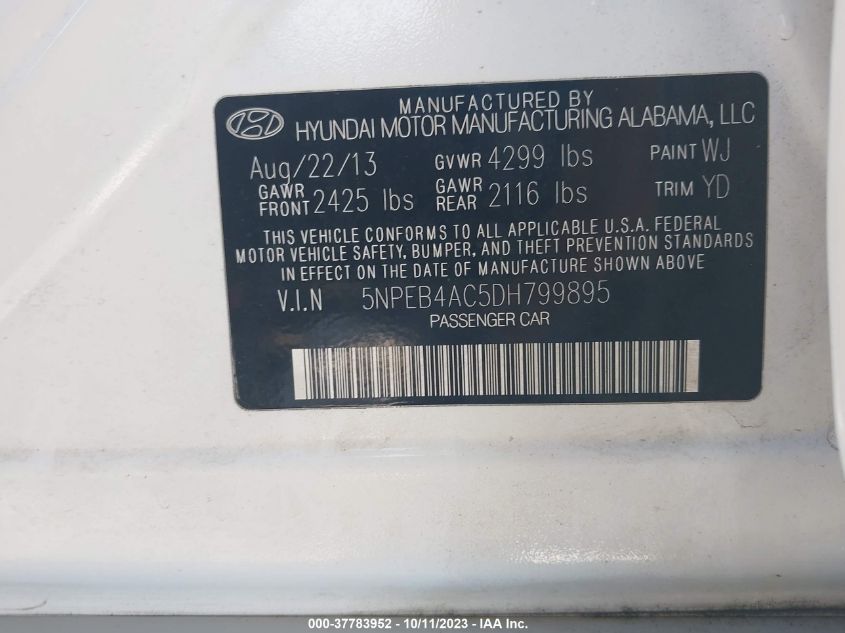 MANUFACTURED BY
HYUNDAI MOTOR MANUFACTURING ALABAMA, LLC
Aug/22/13 GVWR 4299 lbs PAINT WJ
GAWR FRONT 2425 lbs GAWR REAR 2116 lbs TRIM YD
THIS VEHICLE CONFORMS TO ALL APPLICABLE U.S.A. FEDERAL
MOTOR VEHICLE SAFETY, BUMPER, AND THEFT PREVENTION STANDARDS
IN EFFECT ON THE DATE OF MANUFACTURE SHOWN ABOVE
V.I.N 5NPEB4AC5DH799895
PASSENGER CAR
000-37783952 - 10/11/2023 - IAA Inc.